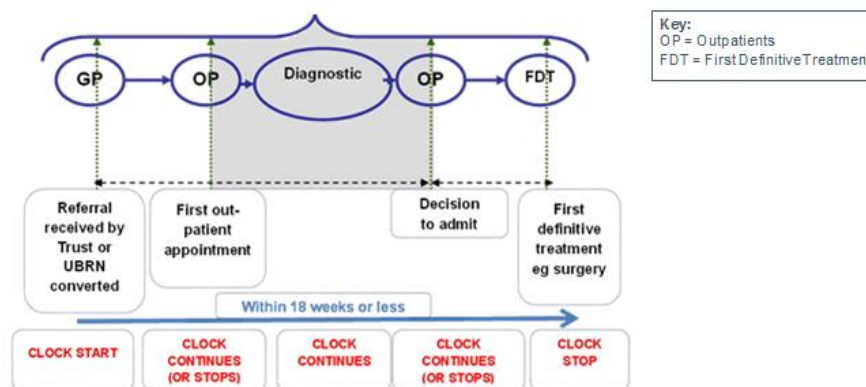 Key:
OP = Outpatients
FDT = First Definitive Treatmen
GP
OP
Diagnostic
OP
FDT
Referral
received by
Trust or
UBRN
converted
First out-
patient
appointment
Decision
to admit
First
definitive
treatment
eg surgery
Within 18 weeks or less
CLOCK START
CLOCK
CONTINUES
(OR STOPS)
CLOCK
CONTINUES
CLOCK
CONTINUES
(OR STOPS)
CLOCK
STOP